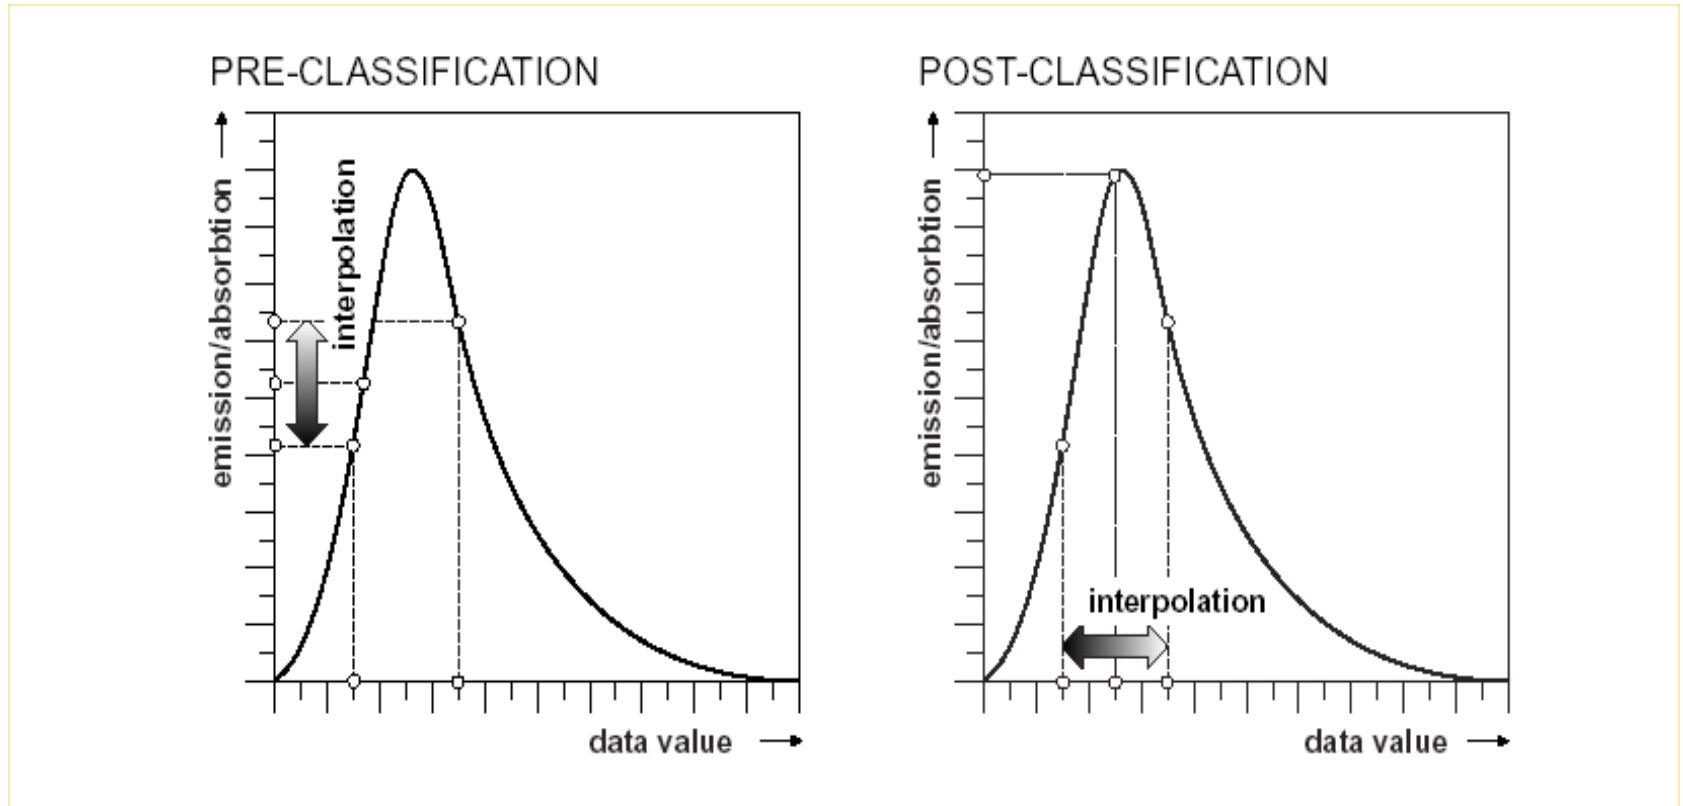 PRE-CLASSIFICATION
emission/absorbtion
interpolation
data value
POST-CLASSIFICATION
emission/absorbtion
interpolation
data value